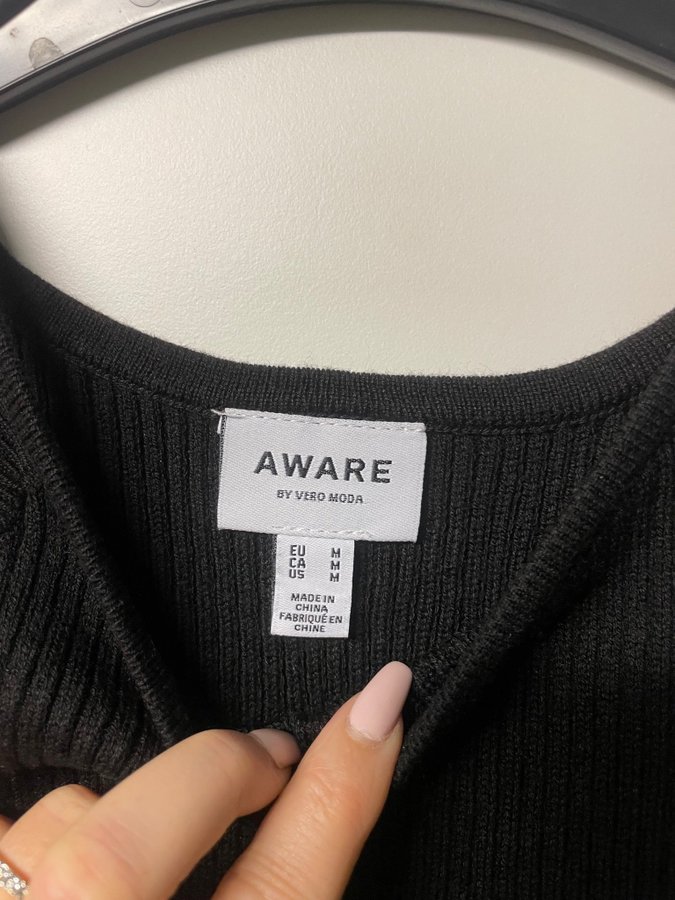 AWARE
BY VERO MODA
EU M
CA M
US M
MADE IN
CHINA
FABRIQUÉ EN
CHINE